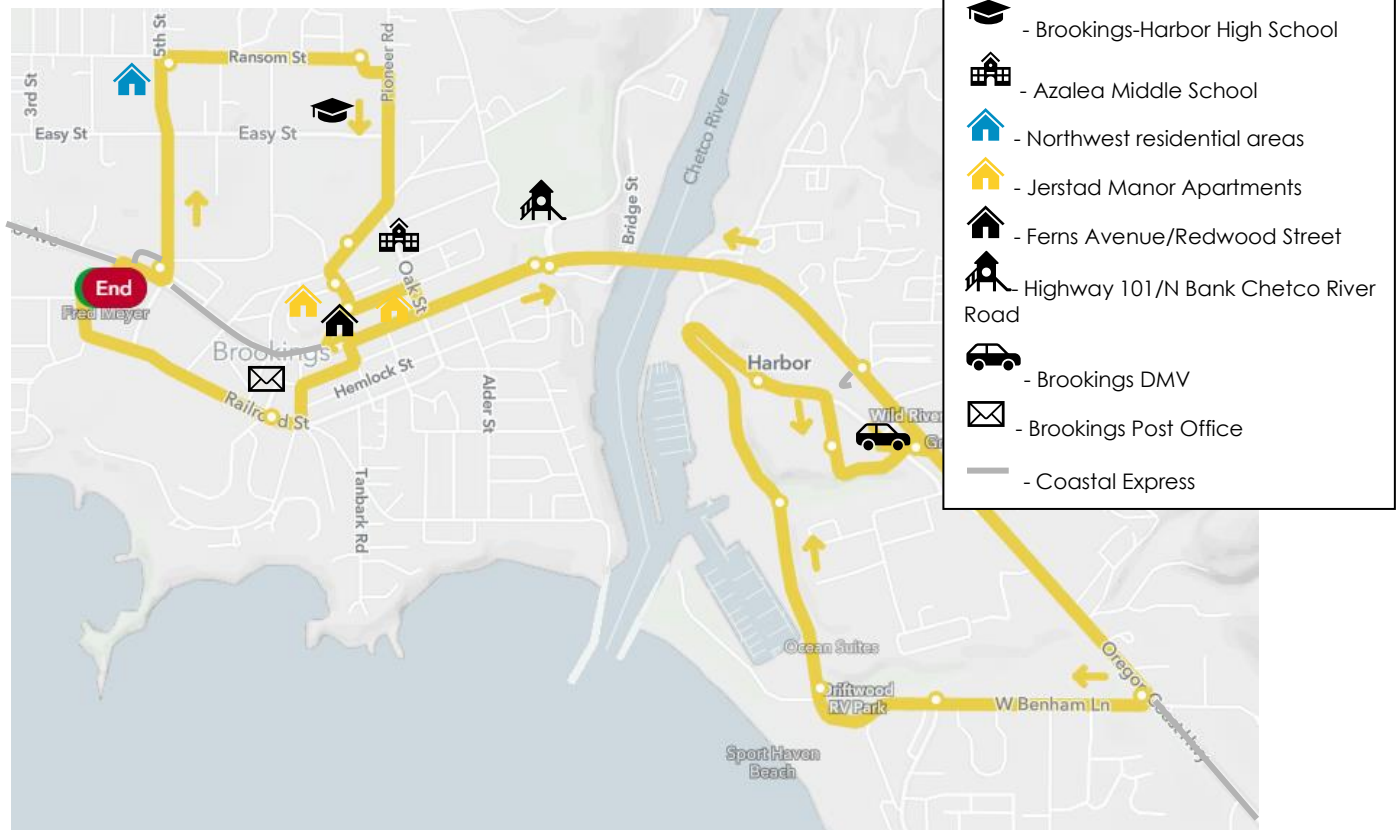 5th St
Ransom St
Pioneer Rd
3rd St
Easy St
Easy St
Chetco River
Bridge St
Oak St
End
Fred Meyer
Brookings
Hemlock St
Railroad St
Alder St
Tanbark Rd
Harbor
Wild River
Ocean Suites
Driftwood
RV Park
W Benham Ln
Oregon Coast Hwy
Sport Haven
Beach
- Brookings-Harbor High School
- Azalea Middle School
- Northwest residential areas
- Jerstad Manor Apartments
- Ferns Avenue/Redwood Street
- Highway 101/N Bank Chetco River
Road
- Brookings DMV
- Brookings Post Office
- Coastal Express